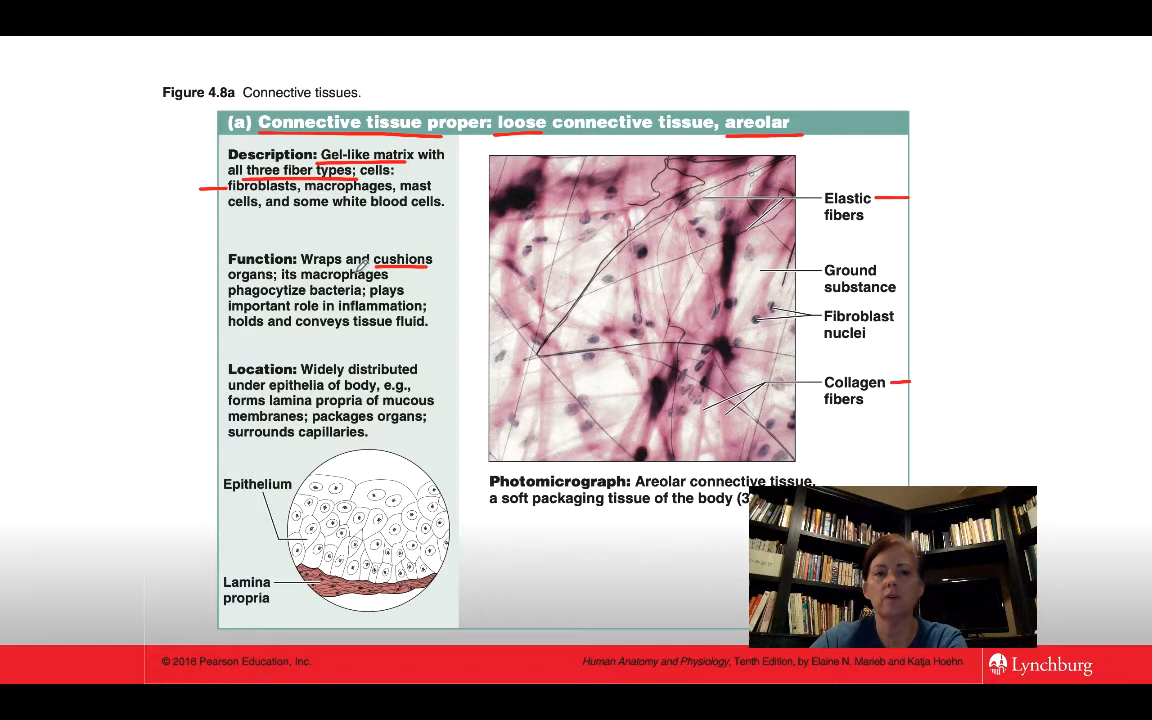 Figure 4.8a Connective tissues.
(a) Connective tissue proper: loose connective tissue, areolar
Description: Gel-like matrix with
all three fiber types; cells:
fibroblasts, macrophages, mast
cells, and some white blood cells.
Function: Wraps and cushions
organs; its macrophages
phagocytize bacteria; plays
important role in inflammation;
holds and conveys tissue fluid.
Location: Widely distributed
under epithelia of body, e.g.,
forms lamina propria of mucous
membranes; packages organs;
surrounds capillaries.
Epithelium
Lamina
propria
Elastic
fibers
Ground
substance
Fibroblast
nuclei
Collagen
fibers
Photomicrograph: Areolar connective tissue,
a soft packaging tissue of the body (3
© 2016 Pearson Education, Inc.
Human Anatomy and Physiology, Tenth Edition, by Elaine N. Marieb and Katja Hoehn
Lynchburg